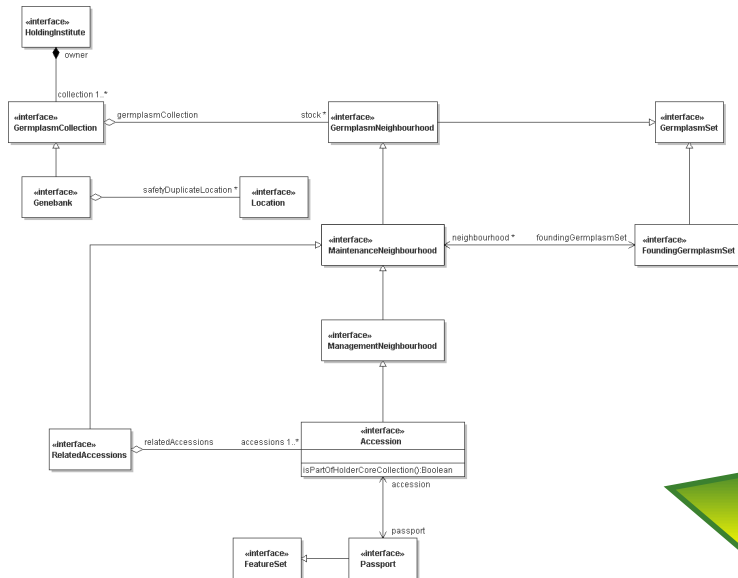 «interface»
HoldingInstitute
owner
collection 1..*
«interface»
GermplasmCollection
germplasmCollection
stock *
«interface»
GermplasmNeighbourhood
«interface»
GermplasmSet
«interface»
Genebank
safetyDuplicateLocation *
«interface»
Location
«interface»
MaintenanceNeighbourhood
neighbourhood *
foundingGermplasmSet
«interface»
FoundingGermplasmSet
«interface»
ManagementNeighbourhood
«interface»
RelatedAccessions
relatedAccessions
accessions 1..*
«interface»
Accession
isPartOfHolderCoreCollection():Boolean
accession
passport
«interface»
FeatureSet
«interface»
Passport